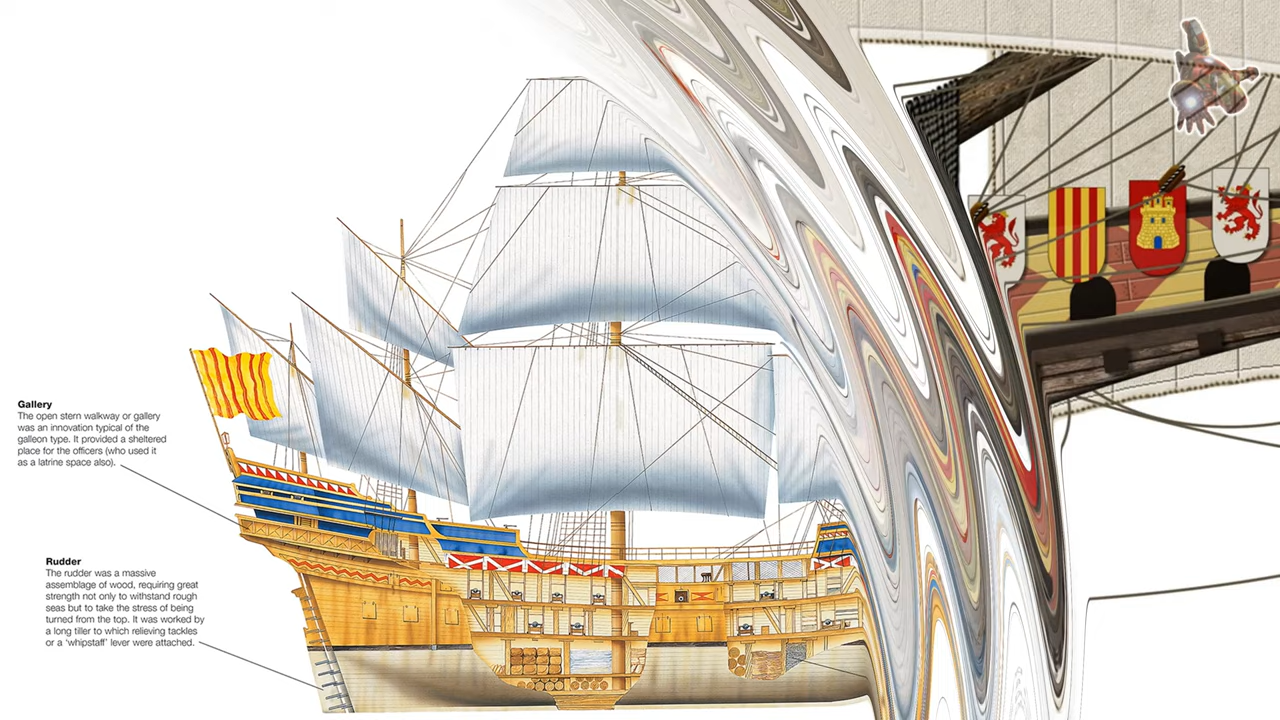 Gallery
The open stern walkway or gallery
was an innovation typical of the
galleon type. It provided a sheltered
place for the officers (who used it
as a latrine space also).
Rudder
The rudder was a massive
assemblage of wood, requiring great
strength not only to withstand rough
seas but to take the stress of being
turned from the top. It was worked by
a long tiller to which relieving tackles
or a ‘whipstaff’ lever were attached.